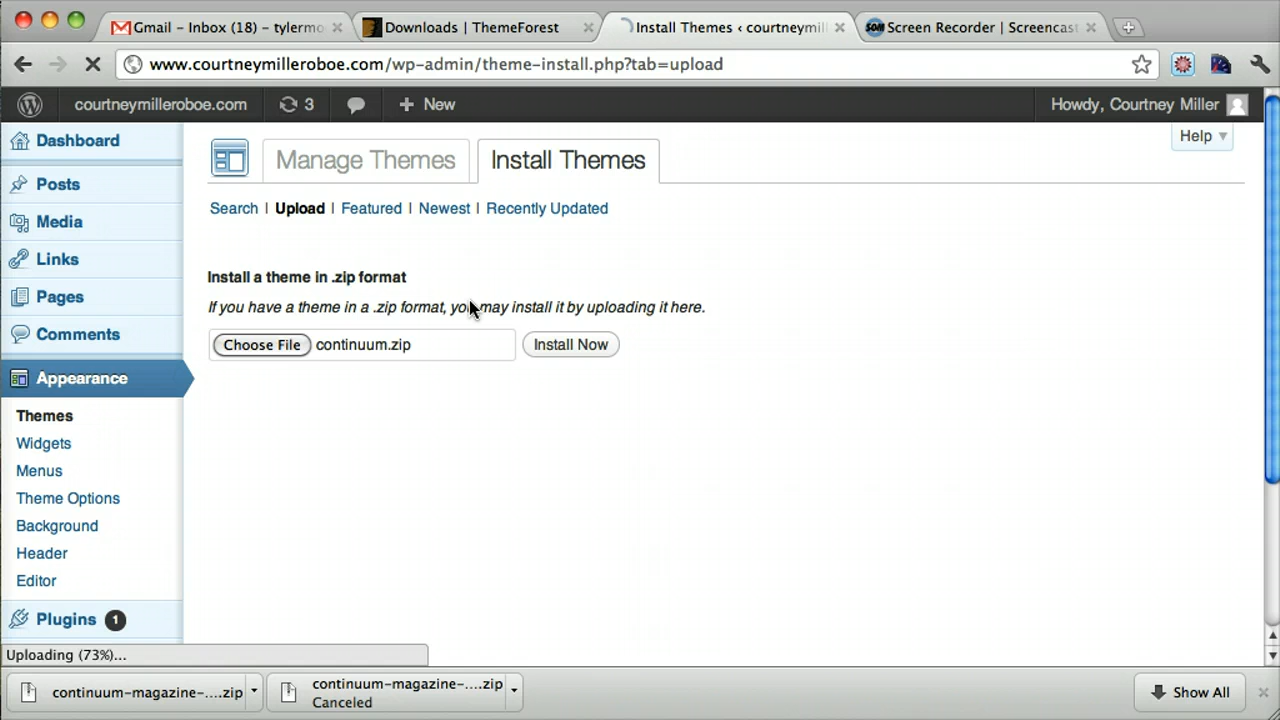 Gmail – Inbox (18) – tylermo
Downloads | ThemeForest
Install Themes ‹ courtneymill
SOM Screen Recorder | Screencast
www.courtneymilleroboe.com/wp-admin/theme-install.php?tab=upload
courtneymilleroboe.com
3
New
Howdy, Courtney Miller
Help
Dashboard
Posts
Media
Links
Pages
Comments
Appearance
Themes
Widgets
Menus
Theme Options
Background
Header
Editor
Plugins 1
Manage Themes
Install Themes
Search | Upload | Featured | Newest | Recently Updated
Install a theme in .zip format
If you have a theme in a .zip format, you may install it by uploading it here.
Choose File continuum.zip Install Now
Uploading (73%)...
continuum-magazine-....zip
continuum-magazine-....zip
Canceled
Show All